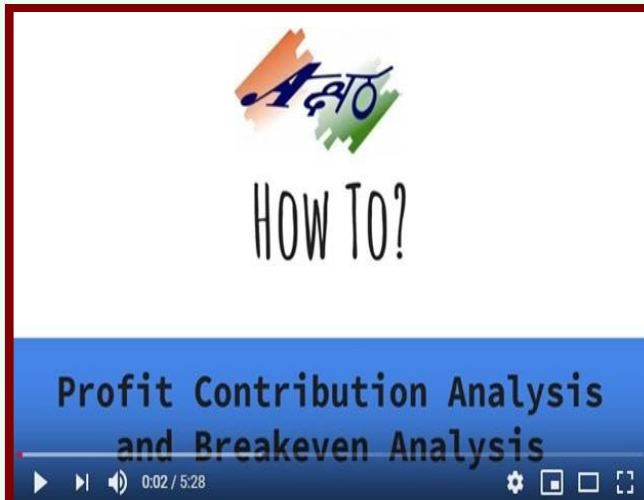 How To?
Profit Contribution Analysis
and Breakeven Analysis
0:02 / 5:28